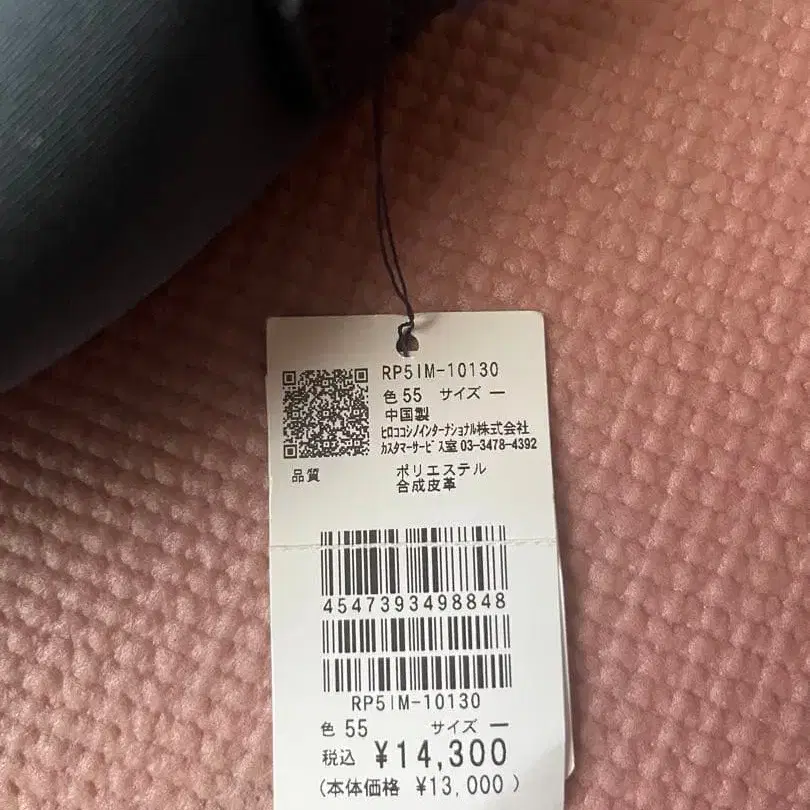 RP5IM-10130
色 55 サイズ ー
中国製
ﾋﾛｺｺｼﾉｲﾝﾀｰﾅｼｮﾅﾙ株式会社
ｶｽﾀﾏｰｻｰﾋﾞｽ室 03-3478-4392
品質 ポリエステル
合成皮革
4547393498848
RP5IM-10130
色 55 サイズ ー
税込 ¥14,300
(本体価格 ¥13,000 )